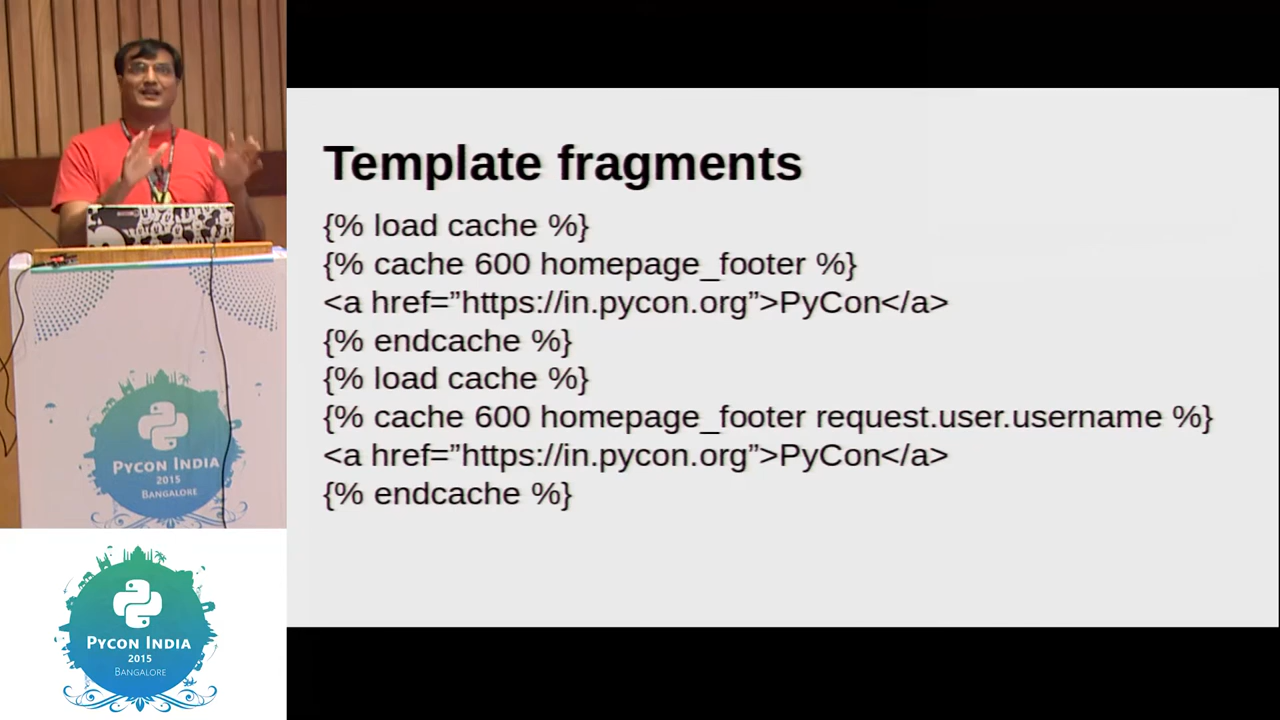 Template fragments
{% load cache %}
{% cache 600 homepage_footer %}
<a href=”https://in.pycon.org”>PyCon</a>
{% endcache %}
{% load cache %}
{% cache 600 homepage_footer request.user.username %}
<a href=”https://in.pycon.org”>PyCon</a>
{% endcache %}
PYCON INDIA
2015
BANGALORE
PYCON INDIA
2015
BANGALORE